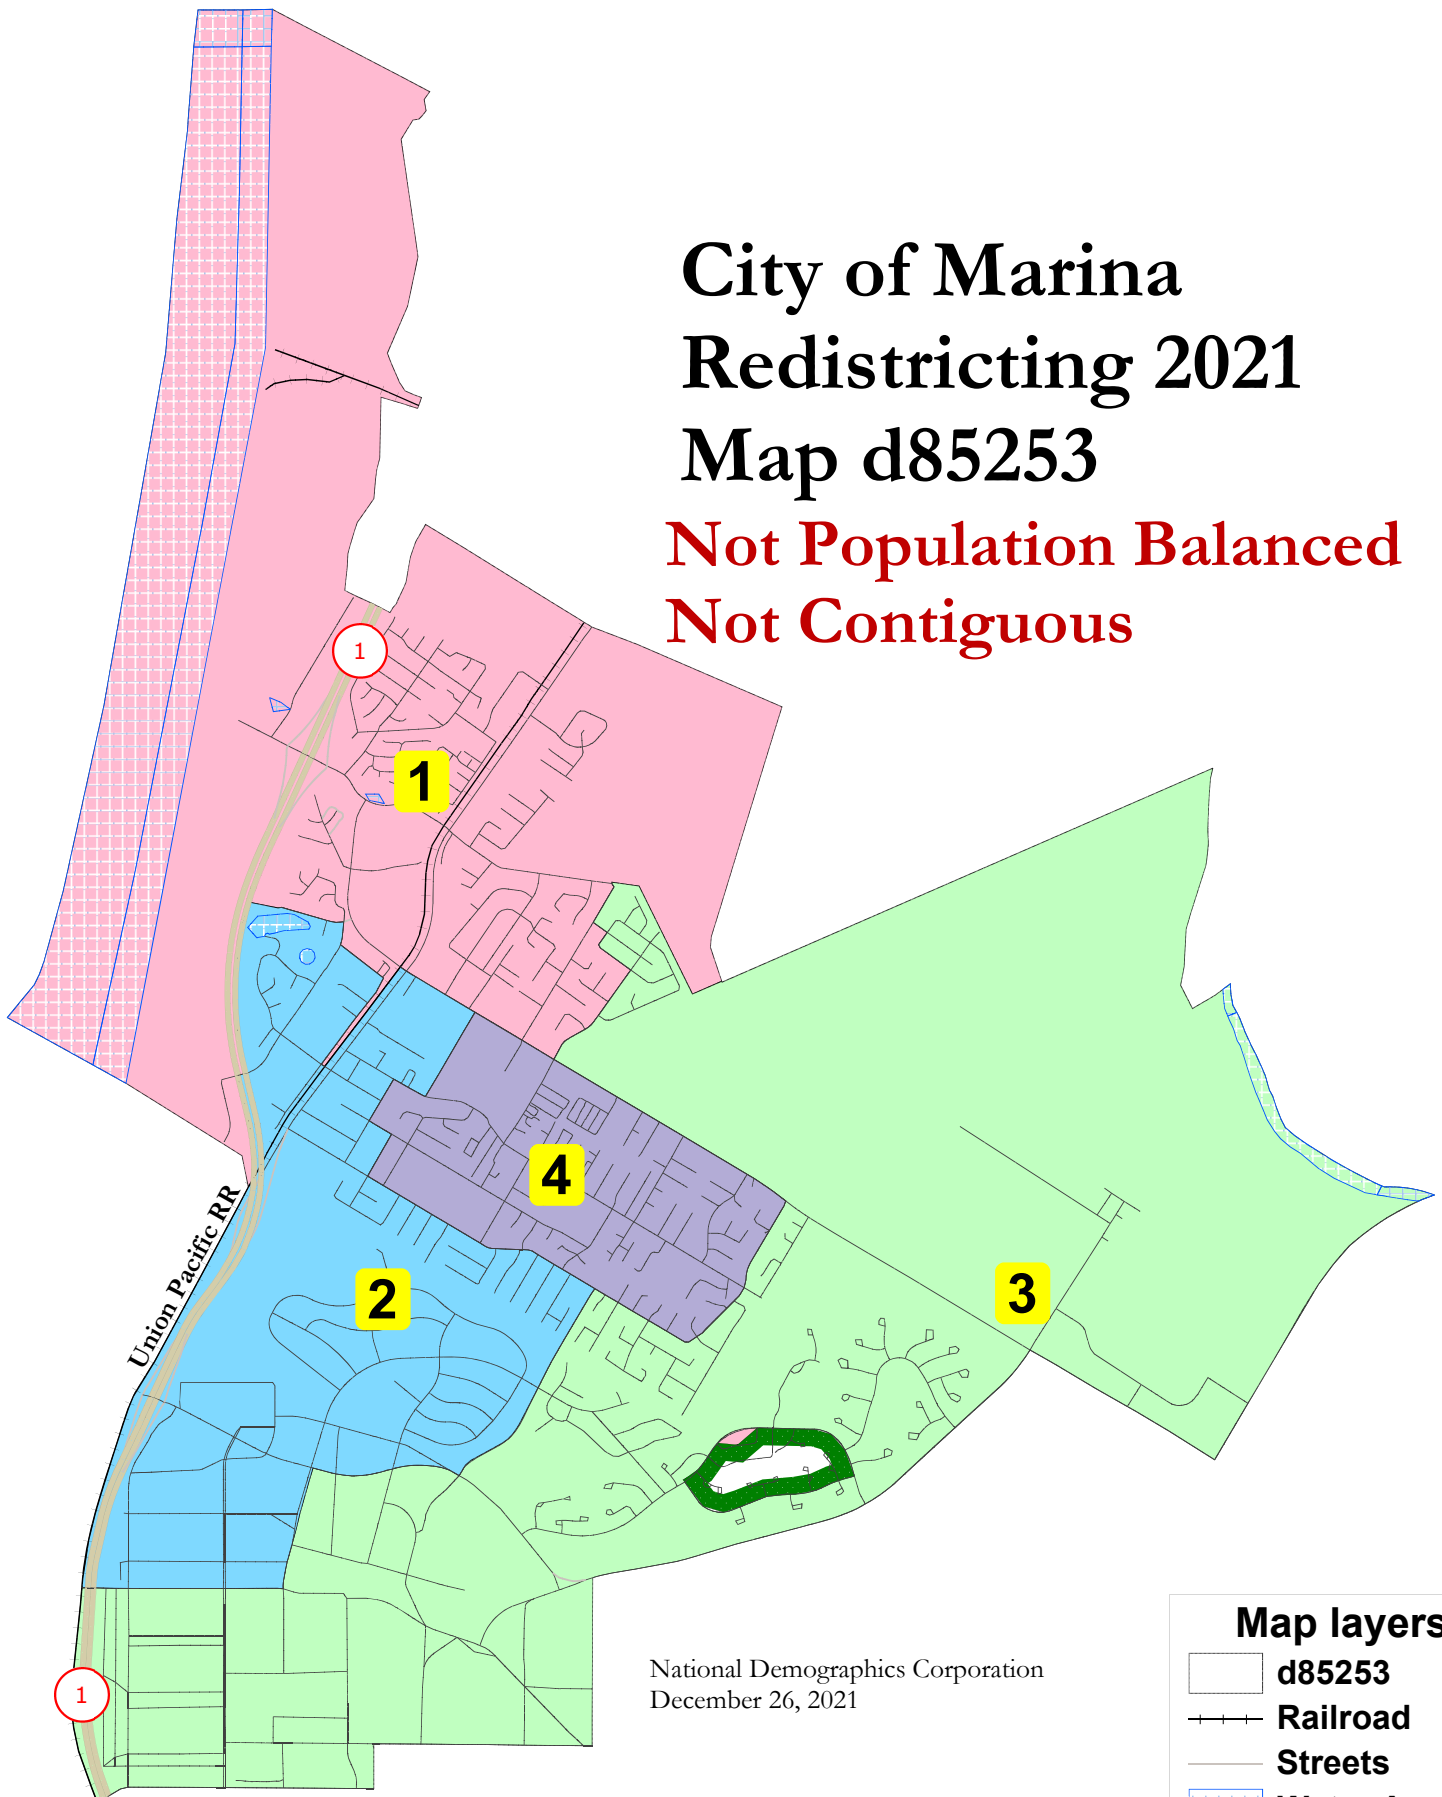 City of Marina
Redistricting 2021
Map d85253
Not Population Balanced
Not Contiguous
1
1
4
3
2
Union Pacific RR
1
National Demographics Corporation
December 26, 2021
Map layers
d85253
Railroad
Streets